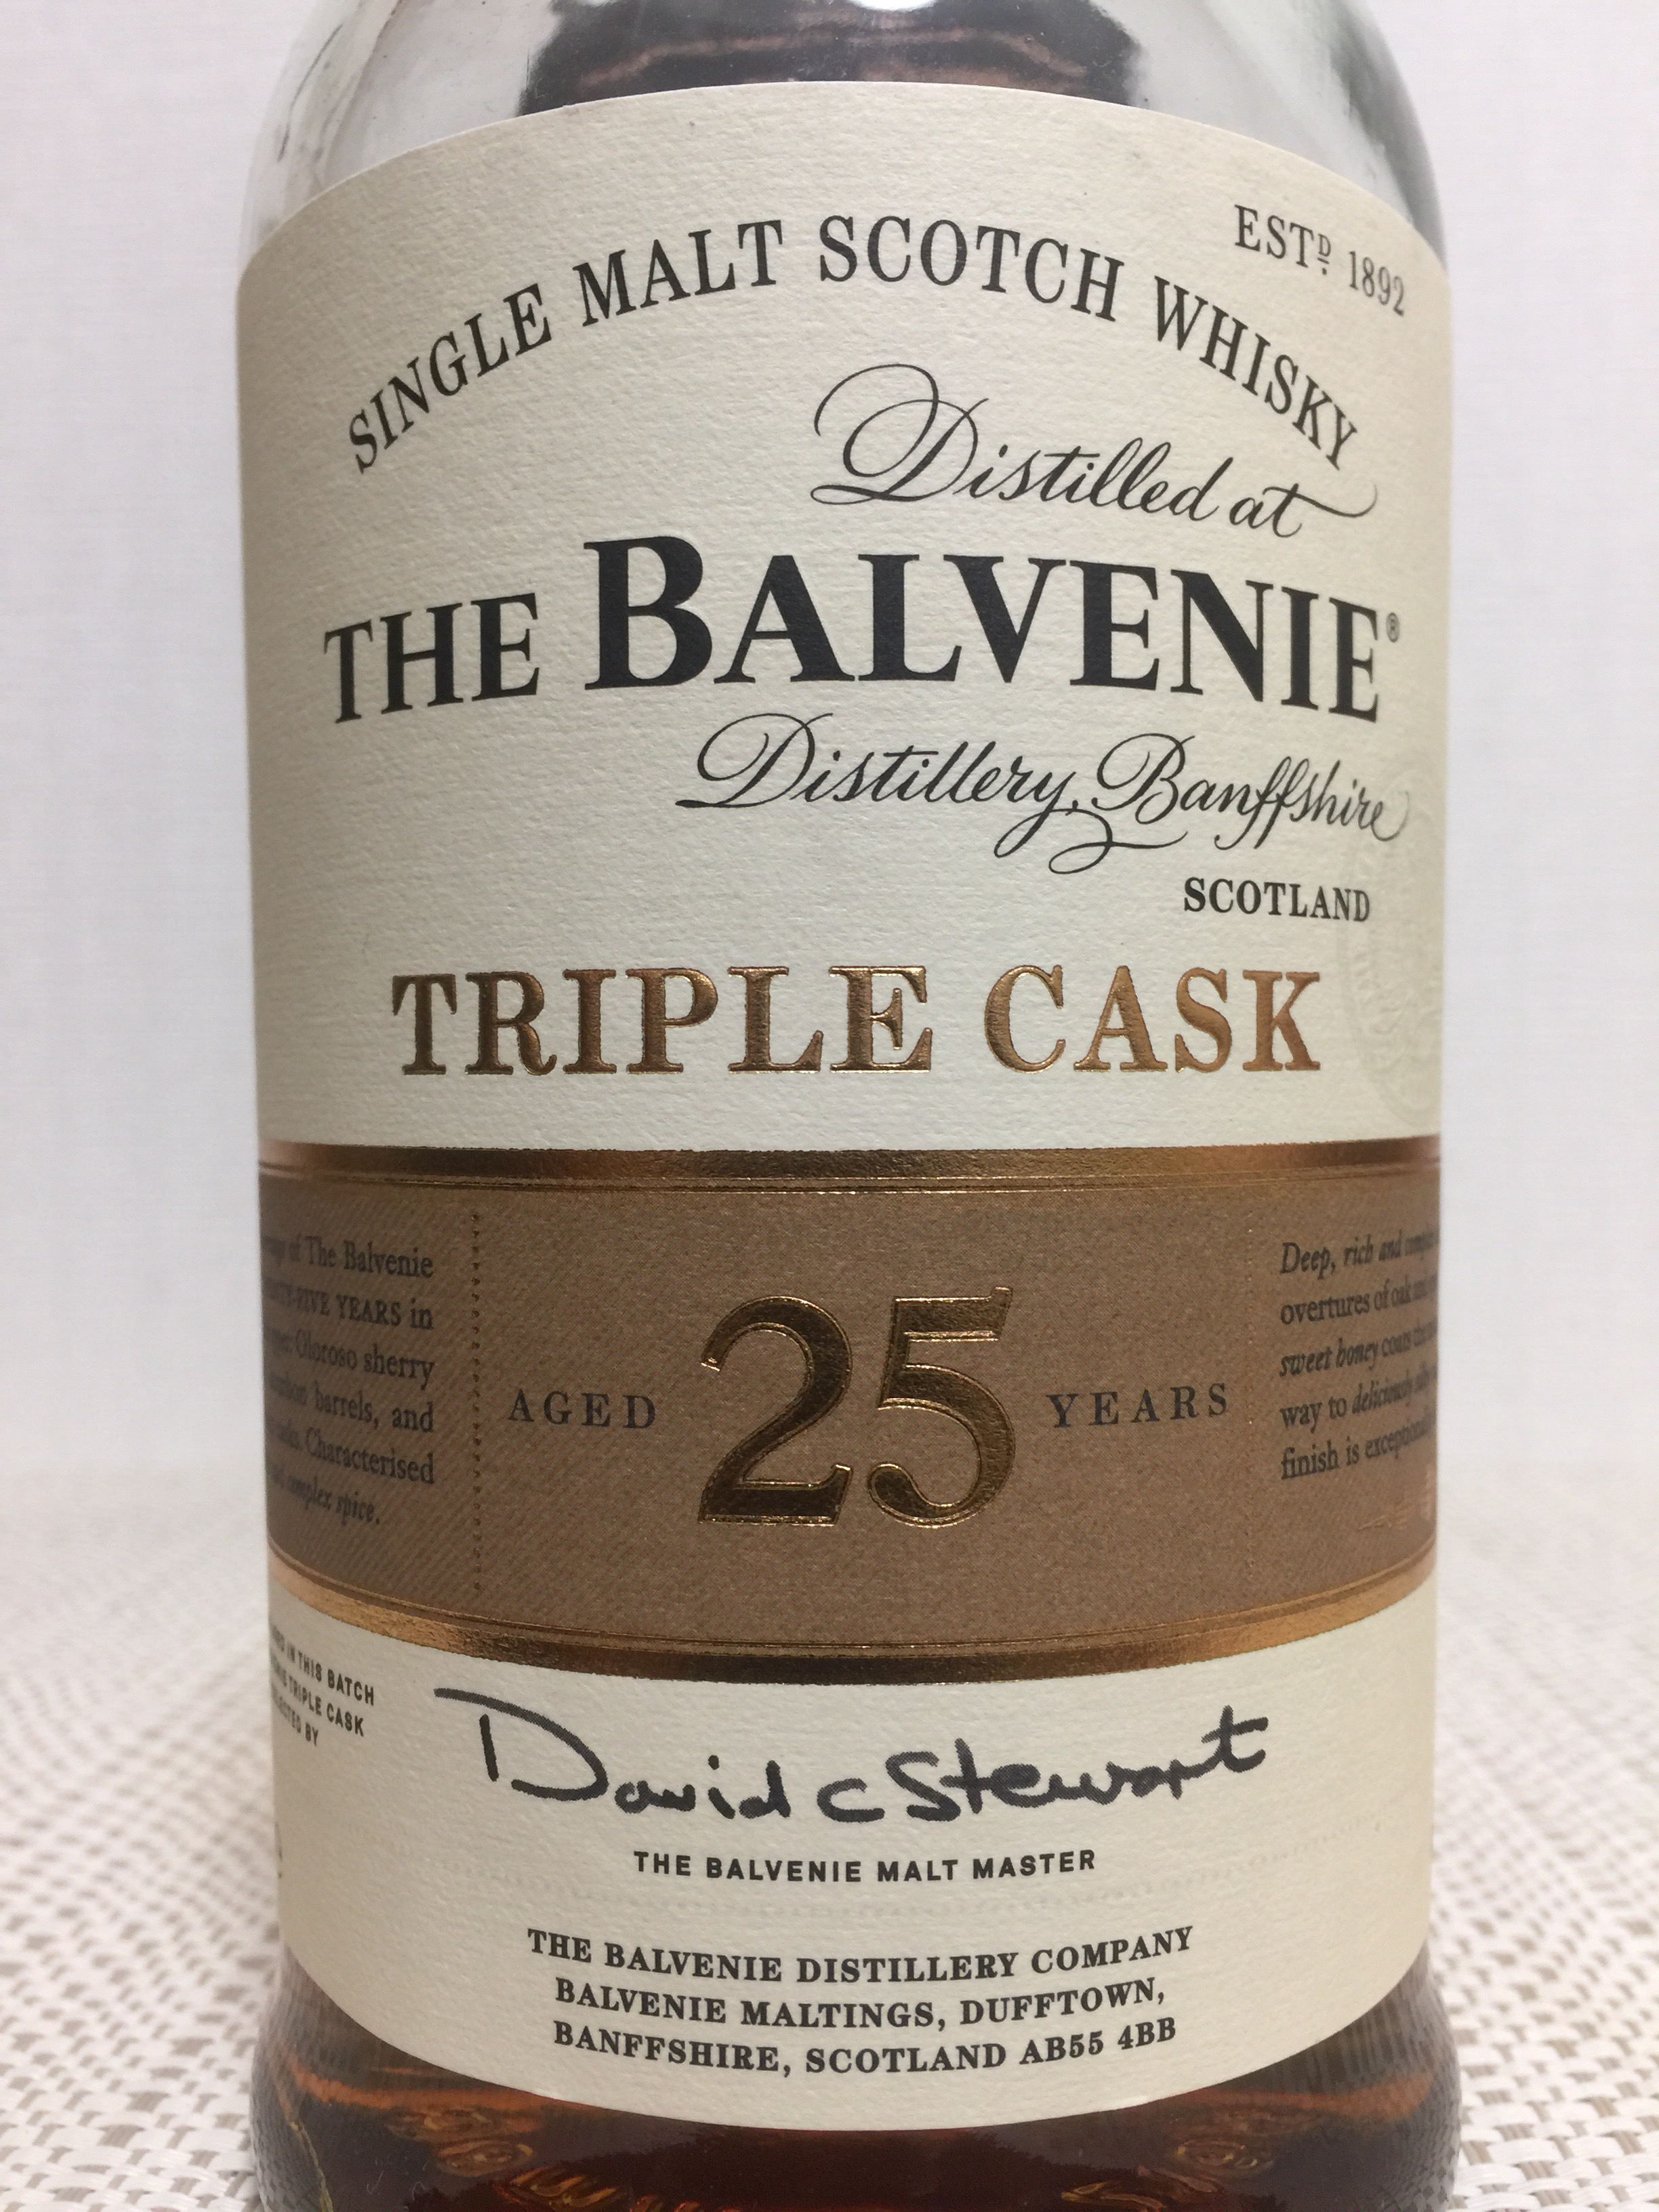 ESTD. 1892
SINGLE MALT SCOTCH WHISKY
Distilled at
THE BALVENIE®
Distillery, Banffshire
SCOTLAND
TRIPLE CASK
of The Balvenie
YEARS in
Oloroso sherry
barrels, and
Characterised
complex spice.
AGED 25 YEARS
Deep, rich and
overtures of oak
sweet honey coats
way to deliciously
finish is
IN THIS BATCH
TRIPLE CASK
BY
David C Stewart
THE BALVENIE MALT MASTER
THE BALVENIE DISTILLERY COMPANY
BALVENIE MALTINGS, DUFFTOWN,
BANFFSHIRE, SCOTLAND AB55 4BB